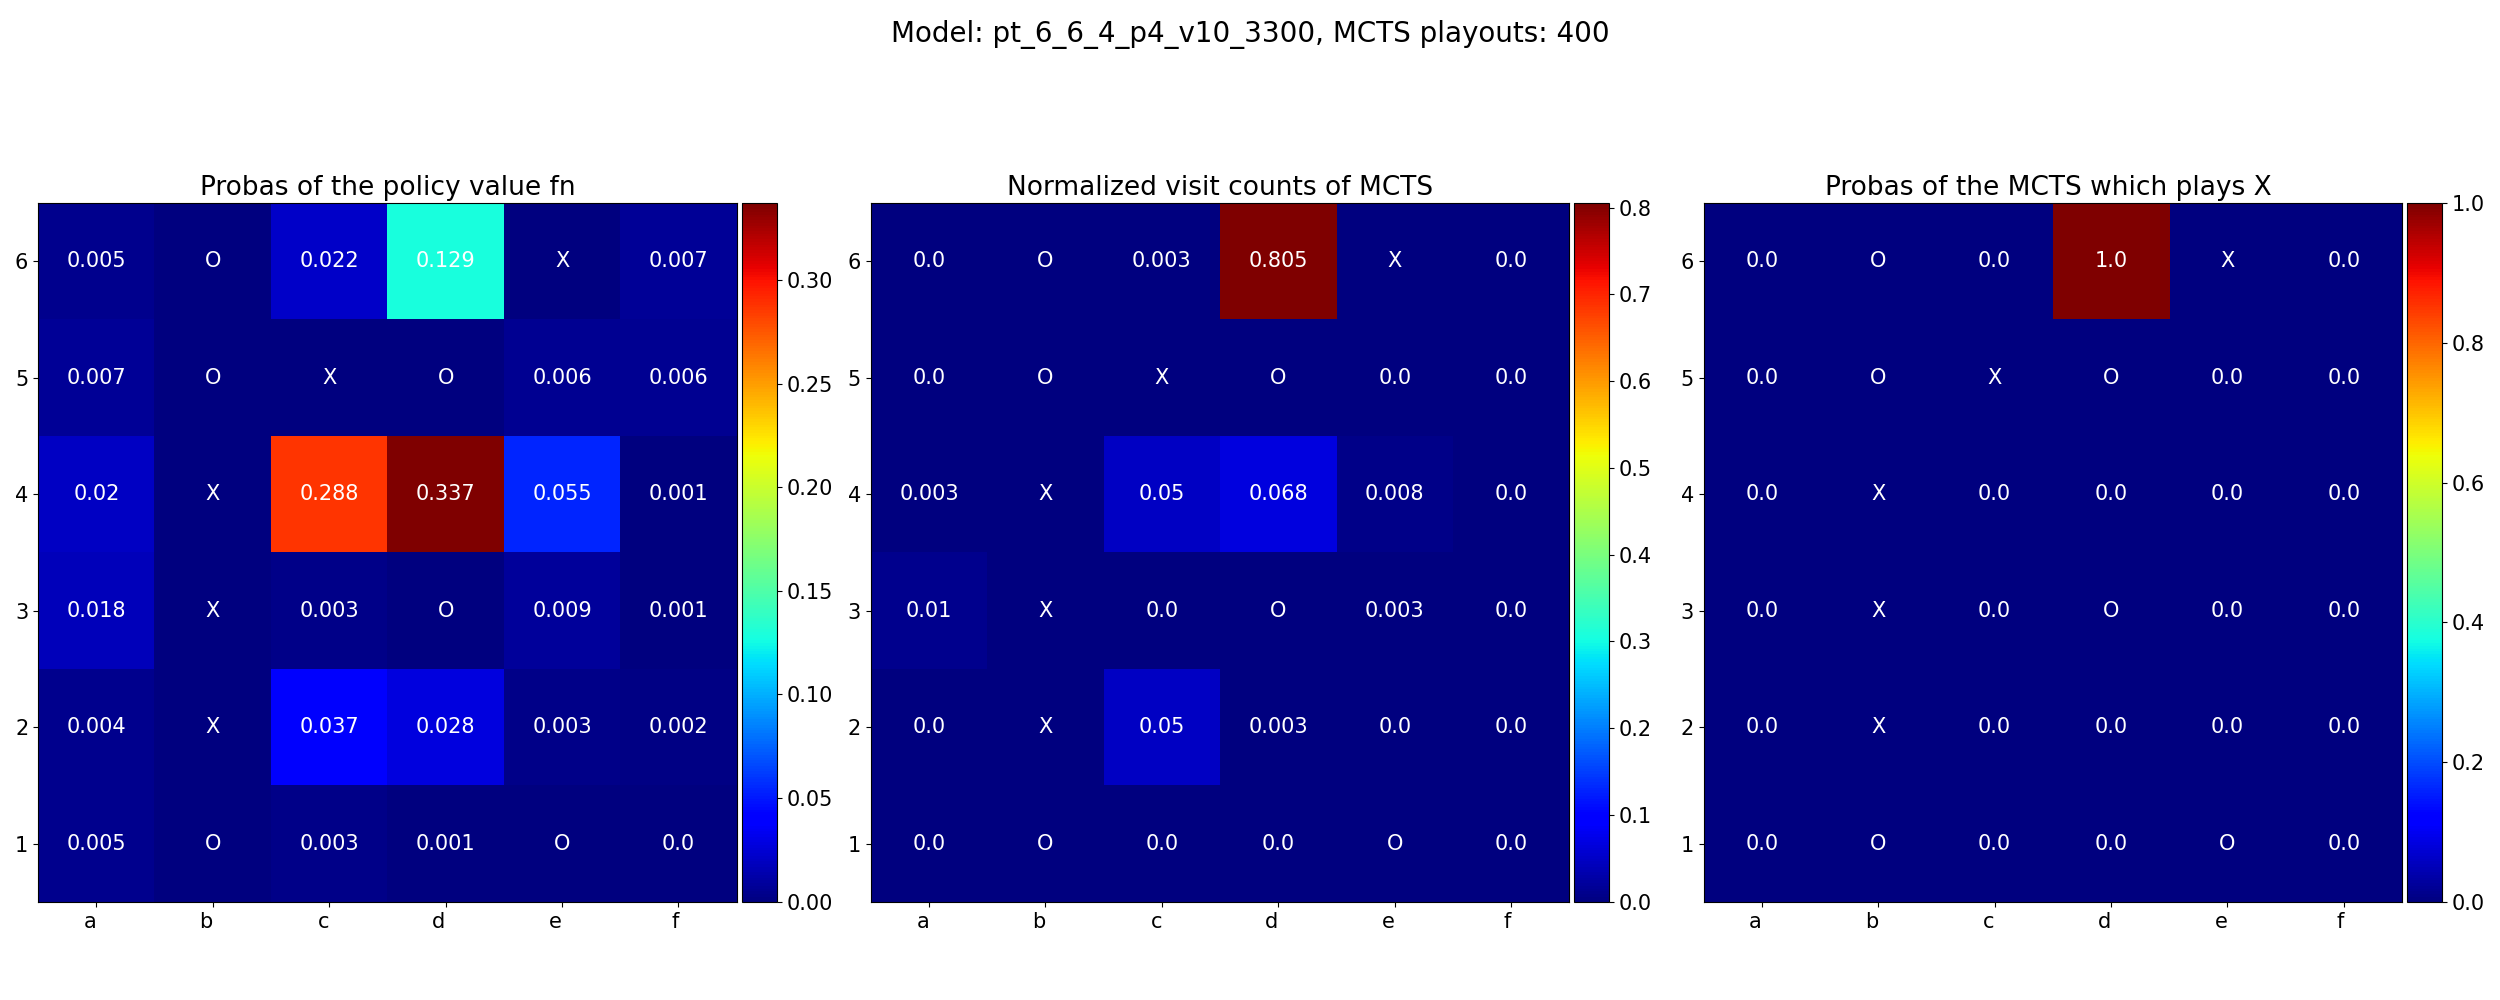 Model: pt_6_6_4_p4_v10_3300, MCTS playouts: 400
Probas of the policy value fn
6 0.005 O 0.022 0.129 X 0.007
5 0.007 O X O 0.006 0.006
4 0.02 X 0.288 0.337 0.055 0.001
3 0.018 X 0.003 O 0.009 0.001
2 0.004 X 0.037 0.028 0.003 0.002
1 0.005 O 0.003 0.001 O 0.0
a b c d e f
0.30
0.25
0.20
0.15
0.10
0.05
0.00
Normalized visit counts of MCTS
6 0.0 O 0.003 0.805 X 0.0
5 0.0 O X O 0.0 0.0
4 0.003 X 0.05 0.068 0.008 0.0
3 0.01 X 0.0 O 0.003 0.0
2 0.0 X 0.05 0.003 0.0 0.0
1 0.0 O 0.0 0.0 O 0.0
a b c d e f
0.8
0.7
0.6
0.5
0.4
0.3
0.2
0.1
0.0
Probas of the MCTS which plays X
6 0.0 O 0.0 1.0 X 0.0
5 0.0 O X O 0.0 0.0
4 0.0 X 0.0 0.0 0.0 0.0
3 0.0 X 0.0 O 0.0 0.0
2 0.0 X 0.0 0.0 0.0 0.0
1 0.0 O 0.0 0.0 O 0.0
a b c d e f
1.0
0.8
0.6
0.4
0.2
0.0